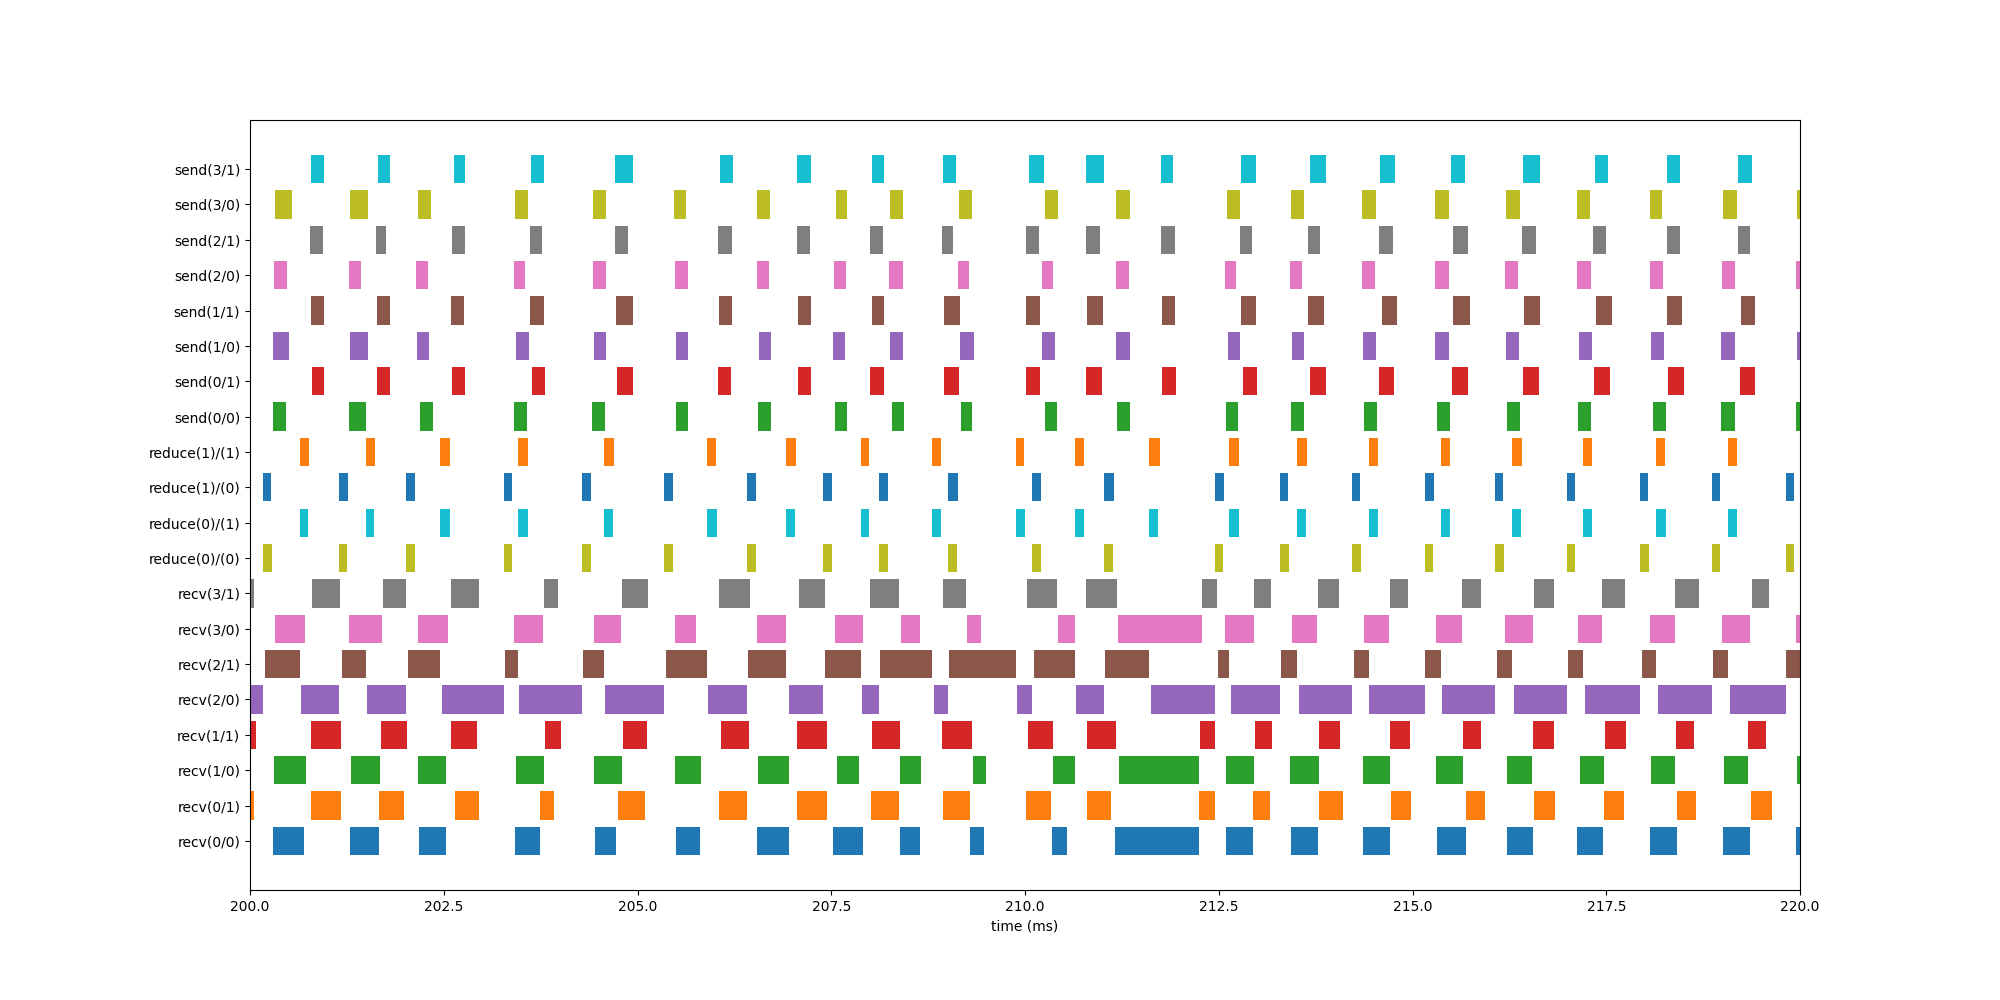 send(3/1)
send(3/0)
send(2/1)
send(2/0)
send(1/1)
send(1/0)
send(0/1)
send(0/0)
reduce(1)/(1)
reduce(1)/(0)
reduce(0)/(1)
reduce(0)/(0)
recv(3/1)
recv(3/0)
recv(2/1)
recv(2/0)
recv(1/1)
recv(1/0)
recv(0/1)
recv(0/0)
200.0 202.5 205.0 207.5 210.0 212.5 215.0 217.5 220.0
time (ms)